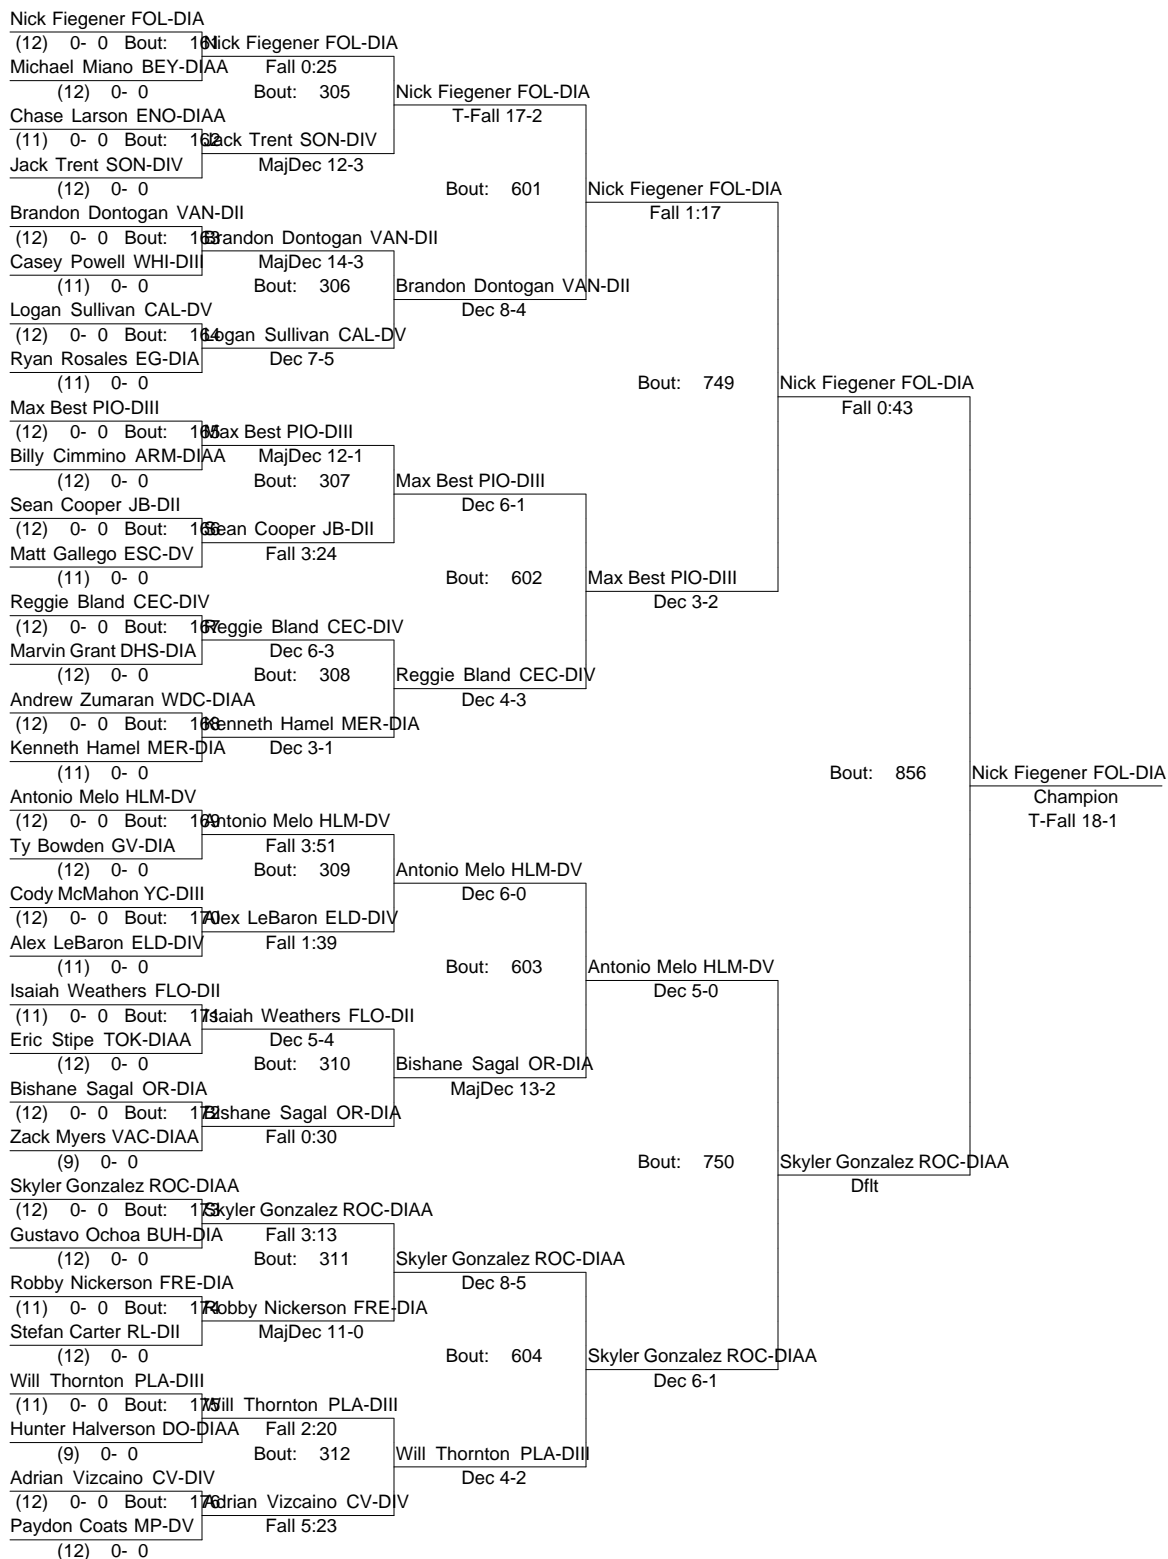 Nick Fiegener FOL-DIA
(12) 0- 0 Bout: 161 Nick Fiegener FOL-DIA
Michael Miano BEY-DIAA Fall 0:25
(12) 0- 0 Bout: 305 Nick Fiegener FOL-DIA
Chase Larson ENO-DIAA T-Fall 17-2
(11) 0- 0 Bout: 162 Jack Trent SON-DIV
Jack Trent SON-DIV MajDec 12-3
(12) 0- 0 Bout: 601 Nick Fiegener FOL-DIA
Brandon Dontogan VAN-DII Fall 1:17
(12) 0- 0 Bout: 163 Brandon Dontogan VAN-DII
Casey Powell WHI-DIII MajDec 14-3
(11) 0- 0 Bout: 306 Brandon Dontogan VAN-DII
Logan Sullivan CAL-DV Dec 8-4
(12) 0- 0 Bout: 164 Logan Sullivan CAL-DV
Ryan Rosales EG-DIA Dec 7-5
(11) 0- 0 Bout: 749 Nick Fiegener FOL-DIA
Max Best PIO-DIII Fall 0:43
(12) 0- 0 Bout: 165 Max Best PIO-DIII
Billy Cimmino ARM-DIAA MajDec 12-1
(12) 0- 0 Bout: 307 Max Best PIO-DIII
Sean Cooper JB-DII Dec 6-1
(12) 0- 0 Bout: 166 Sean Cooper JB-DII
Matt Gallego ESC-DV Fall 3:24
(11) 0- 0 Bout: 602 Max Best PIO-DIII
Reggie Bland CEC-DIV Dec 3-2
(12) 0- 0 Bout: 167 Reggie Bland CEC-DIV
Marvin Grant DHS-DIA Dec 6-3
(12) 0- 0 Bout: 308 Reggie Bland CEC-DIV
Andrew Zumaran WDC-DIAA Dec 4-3
(12) 0- 0 Bout: 168 Kenneth Hamel MER-DIA
Kenneth Hamel MER-DIA Dec 3-1
(11) 0- 0 Bout: 856 Nick Fiegener FOL-DIA
Antonio Melo HLM-DV Champion
(12) 0- 0 Bout: 169 Antonio Melo HLM-DV T-Fall 18-1
Ty Bowden GV-DIA Fall 3:51
(12) 0- 0 Bout: 309 Antonio Melo HLM-DV
Cody McMahon YC-DIII Dec 6-0
(12) 0- 0 Bout: 170 Alex LeBaron ELD-DIV
Alex LeBaron ELD-DIV Fall 1:39
(11) 0- 0 Bout: 603 Antonio Melo HLM-DV
Isaiah Weathers FLO-DII Dec 5-0
(11) 0- 0 Bout: 171 Isaiah Weathers FLO-DII
Eric Stipe TOK-DIAA Dec 5-4
(12) 0- 0 Bout: 310 Bishane Sagal OR-DIA
Bishane Sagal OR-DIA MajDec 13-2
(12) 0- 0 Bout: 172 Bishane Sagal OR-DIA
Zack Myers VAC-DIAA Fall 0:30
(9) 0- 0 Bout: 750 Skyler Gonzalez ROC-DIAA
Skyler Gonzalez ROC-DIAA Dflt
(12) 0- 0 Bout: 173 Skyler Gonzalez ROC-DIAA
Gustavo Ochoa BUH-DIA Fall 3:13
(12) 0- 0 Bout: 311 Skyler Gonzalez ROC-DIAA
Robby Nickerson FRE-DIA Dec 8-5
(11) 0- 0 Bout: 174 Robby Nickerson FRE-DIA
Stefan Carter RL-DII MajDec 11-0
(12) 0- 0 Bout: 604 Skyler Gonzalez ROC-DIAA
Will Thornton PLA-DIII Dec 6-1
(11) 0- 0 Bout: 175 Will Thornton PLA-DIII
Hunter Halverson DO-DIAA Fall 2:20
(9) 0- 0 Bout: 312 Will Thornton PLA-DIII
Adrian Vizcaino CV-DIV Dec 4-2
(12) 0- 0 Bout: 176 Adrian Vizcaino CV-DIV
Paydon Coats MP-DV Fall 5:23
(12) 0- 0